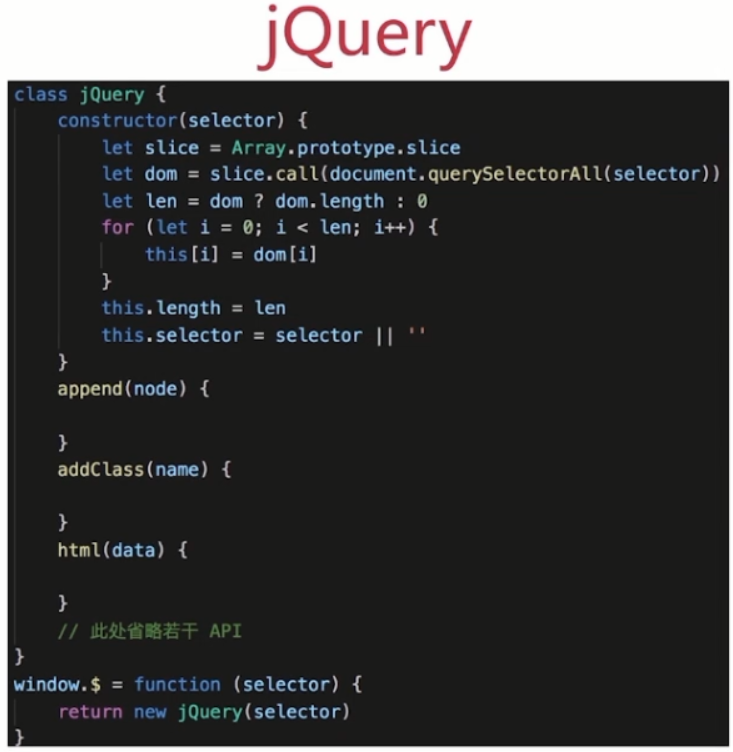 jQuery
class jQuery {
    constructor(selector) {
        let slice = Array.prototype.slice
        let dom = slice.call(document.querySelectorAll(selector))
        let len = dom ? dom.length : 0
        for (let i = 0; i < len; i++) {
            this[i] = dom[i]
        }
        this.length = len
        this.selector = selector || ''
    }
    append(node) {

    }
    addClass(name) {

    }
    html(data) {

    }
    // 此处省略若干 API
}
window.$ = function (selector) {
    return new jQuery(selector)
}